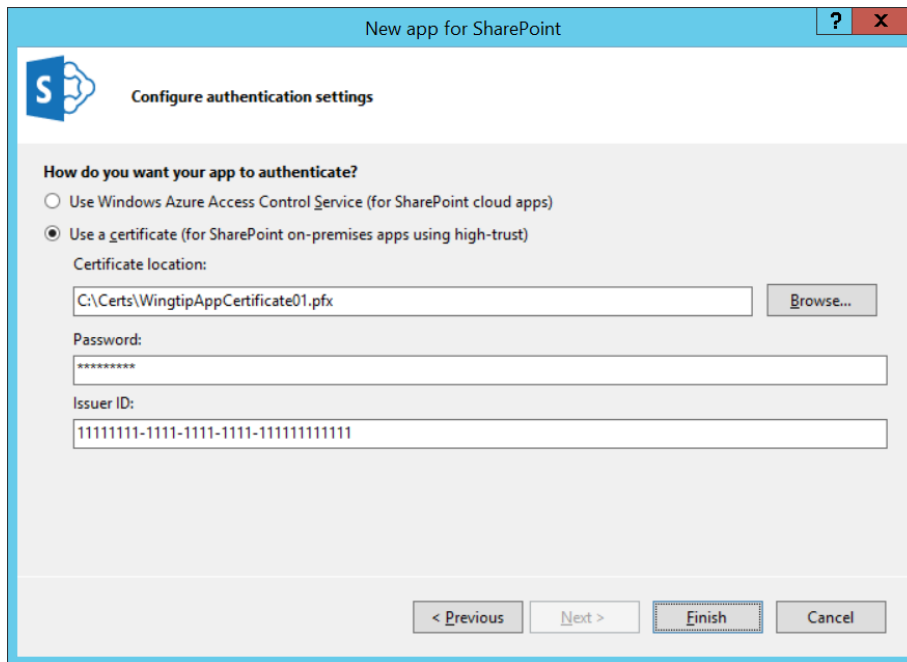 New app for SharePoint
? X
S
Configure authentication settings
How do you want your app to authenticate?
Use Windows Azure Access Control Service (for SharePoint cloud apps)
Use a certificate (for SharePoint on-premises apps using high-trust)
Certificate location:
C:\Certs\WingtipAppCertificate01.pfx Browse...
Password:
*********
Issuer ID:
11111111-1111-1111-1111-111111111111
< Previous Next > Finish Cancel